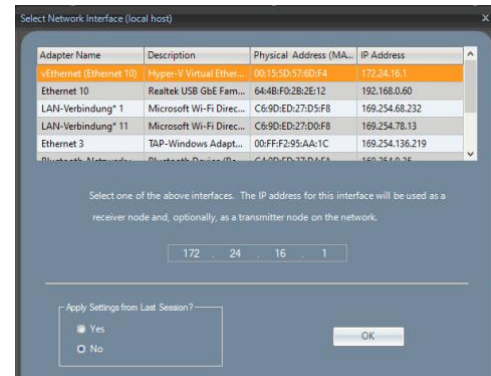 Select Network Interface (local host) X
Adapter Name Description Physical Address (MA... IP Address
vEthernet (Ethernet 10) Hyper-V Virtual Ether... 00:15:5D:57:6D:F4 172.24.16.1
Ethernet 10 Realtek USB GbE Fam... 64:4B:F0:2B:2E:12 192.168.0.60
LAN-Verbindung* 1 Microsoft Wi-Fi Direc... C6:9D:ED:27:D5:F8 169.254.68.232
LAN-Verbindung* 11 Microsoft Wi-Fi Direc... C6:9D:ED:27:D0:F8 169.254.78.13
Ethernet 3 TAP-Windows Adapt... 00:FF:F2:95:AA:1C 169.254.136.219
Select one of the above interfaces. The IP address for this interface will be used as a
receiver node and, optionally, as a transmitter node on the network.
172 . 24 . 16 . 1
Apply Settings from Last Session?
Yes
No
OK